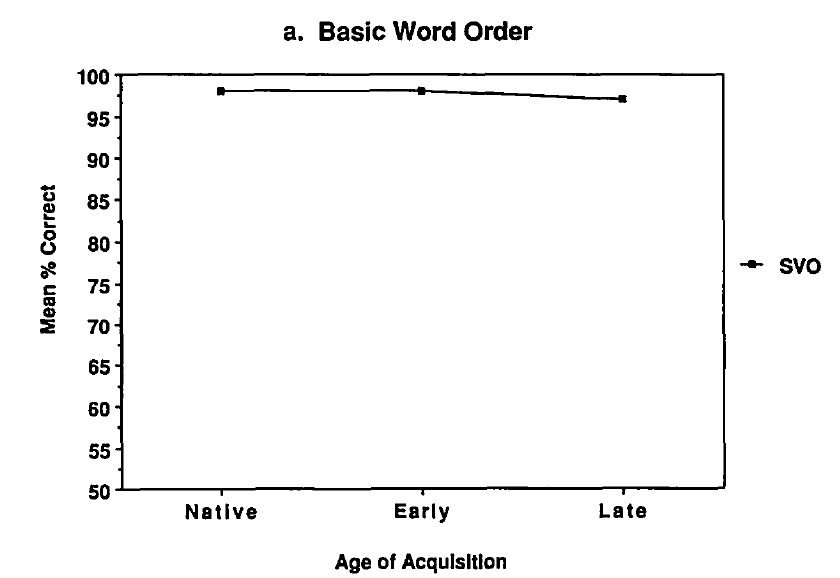 a. Basic Word Order
100
95
90
85
80
75
70
65
60
55
50
Mean % Correct
SVO
Native Early Late
Age of Acquisition